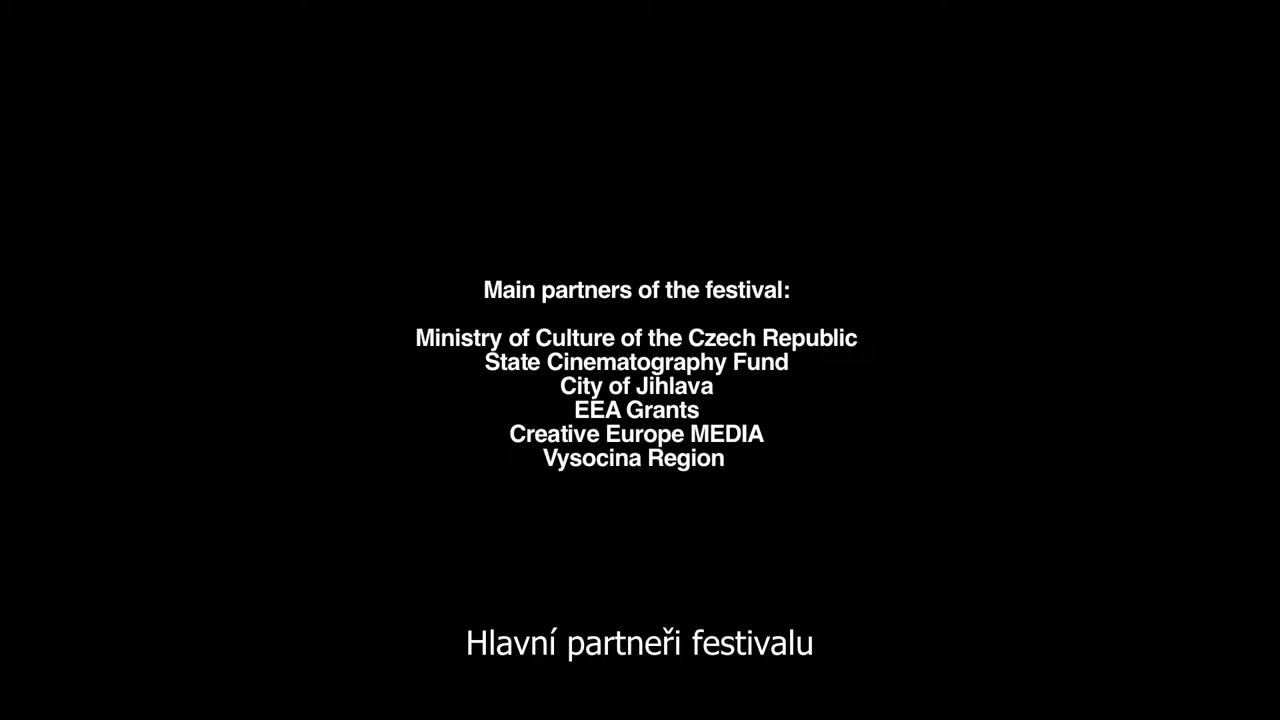 Main partners of the festival:
Ministry of Culture of the Czech Republic
State Cinematography Fund
City of Jihlava
EEA Grants
Creative Europe MEDIA
Vysocina Region
Hlavní partneři festivalu